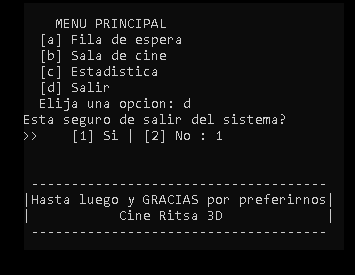 MENU PRINCIPAL
[a] Fila de espera
[b] Sala de cine
[c] Estadistica
[d] Salir
Elija una opcion: d
Esta seguro de salir del sistema?
>> [1] Si | [2] No : 1
----------------------------------
|Hasta luego y GRACIAS por preferirnos|
| Cine Ritsa 3D |
----------------------------------